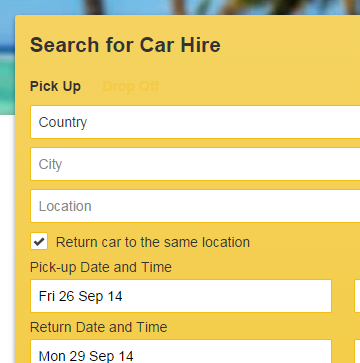 Search for Car Hire
Pick Up Drop Off
Country
City
Location
Return car to the same location
Pick-up Date and Time
Fri 26 Sep 14
Return Date and Time
Mon 29 Sep 14